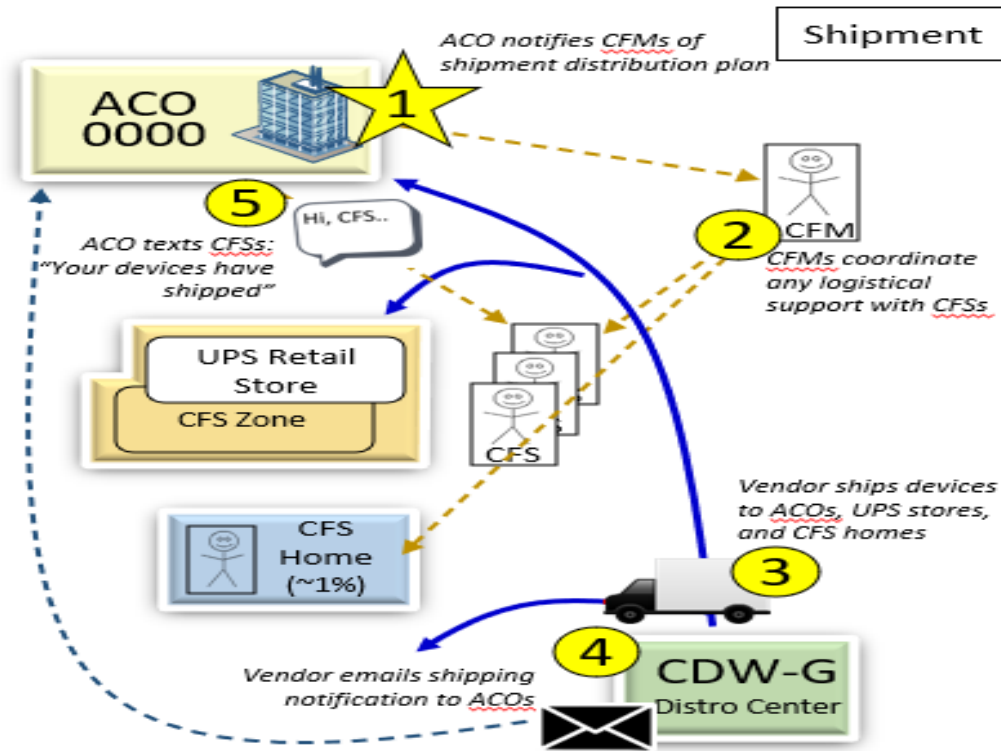 Shipment
ACO notifies CFMs of
shipment distribution plan
ACO
0000
1
5
Hi, CFS..
CFM
2
ACO texts CFSs:
“Your devices have
shipped”
CFMs coordinate
any logistical
support with CFSs
UPS Retail
Store
CFS Zone
CFS
Vendor ships devices
to ACOs, UPS stores,
and CFS homes
3
CFS
Home
(~1%)
4
Vendor emails shipping
notification to ACOs
CDW-G
Distro Center